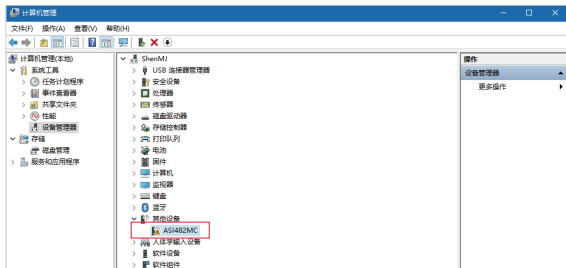 计算机管理
文件(F) 操作(A) 查看(V) 帮助(H)
计算机管理(本地)
系统工具
任务计划程序
事件查看器
共享文件夹
性能
设备管理器
存储
磁盘管理
服务和应用程序
ShenMJ
USB 连接器管理器
安全设备
处理器
传感器
磁盘驱动器
存储控制器
打印队列
电池
固件
计算机
监视器
键盘
蓝牙
其他设备
ASI482MC
人体学输入设备
软件设备
软件组件
操作
设备管理器
更多操作